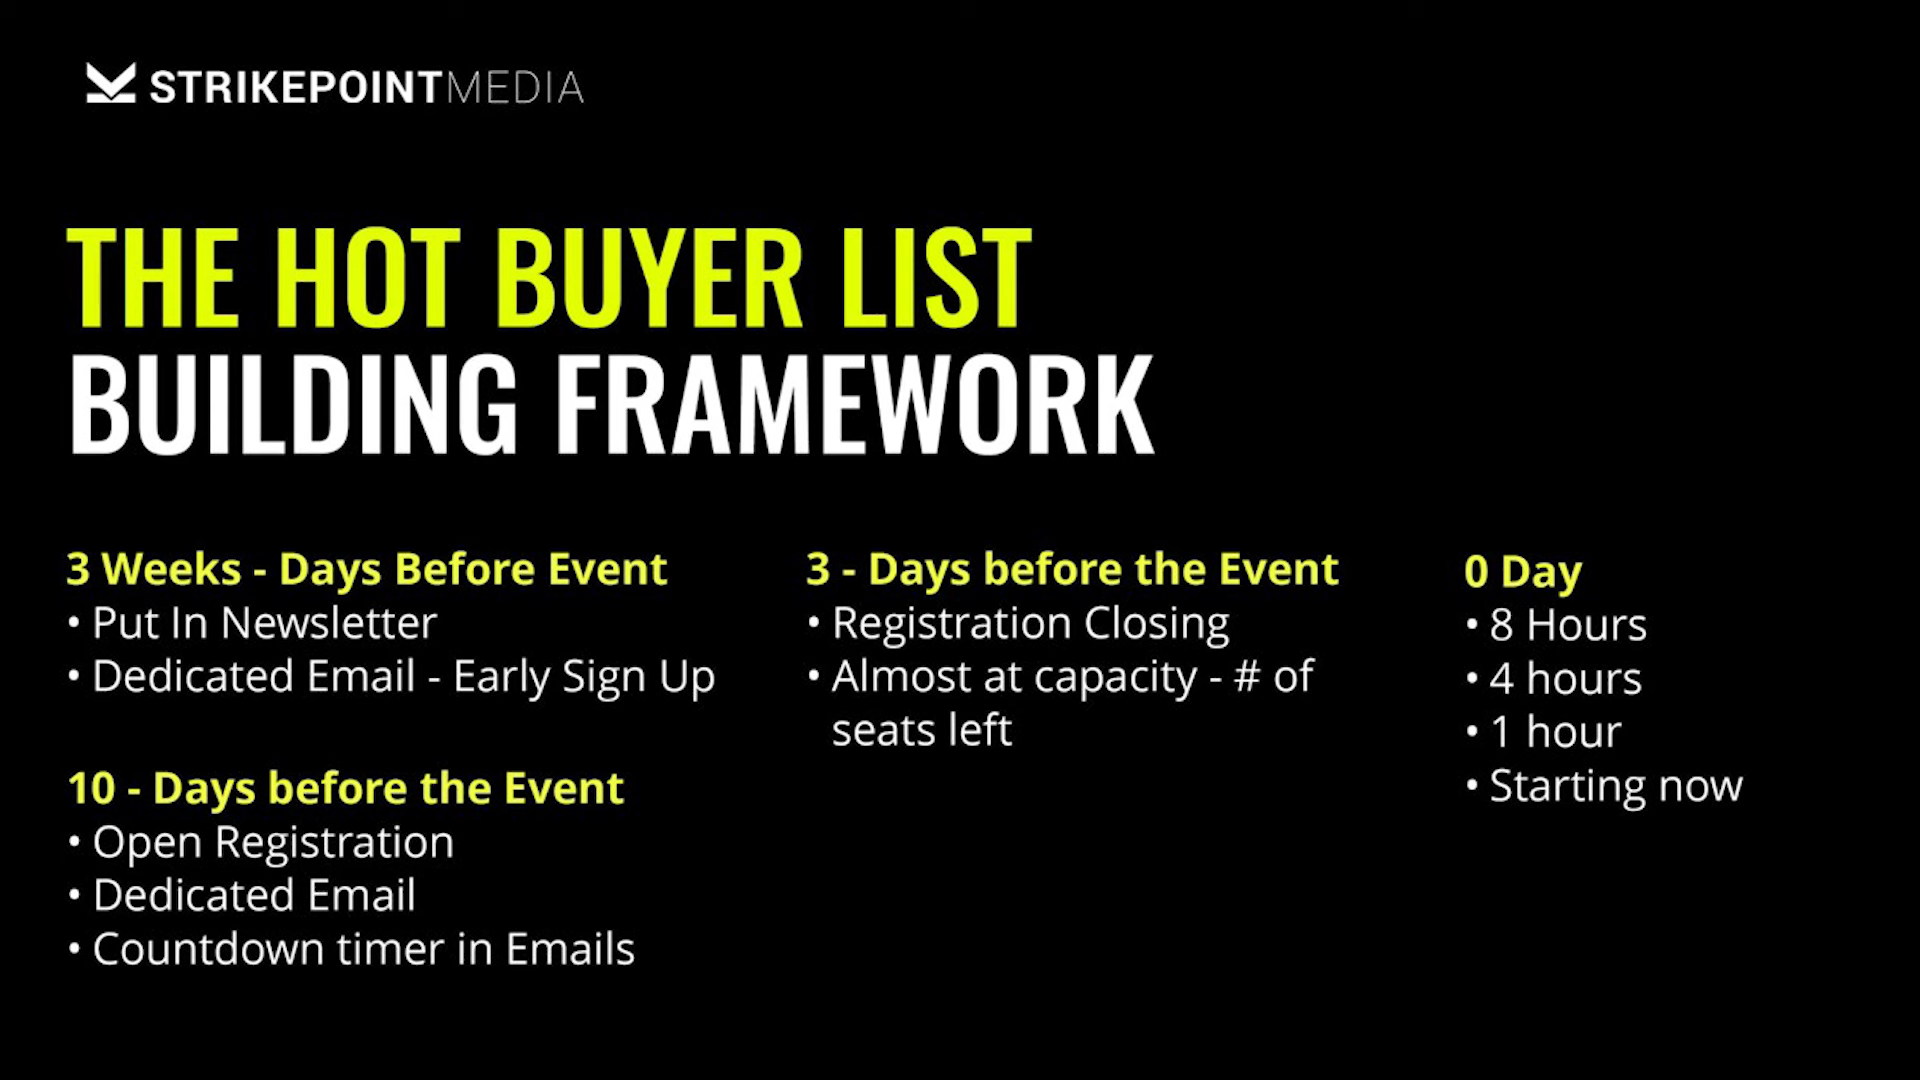 STRIKEPOINTMEDIA
THE HOT BUYER LIST
BUILDING FRAMEWORK
3 Weeks - Days Before Event
• Put In Newsletter
• Dedicated Email - Early Sign Up
10 - Days before the Event
• Open Registration
• Dedicated Email
• Countdown timer in Emails
3 - Days before the Event
• Registration Closing
• Almost at capacity - # of
seats left
0 Day
• 8 Hours
• 4 hours
• 1 hour
• Starting now